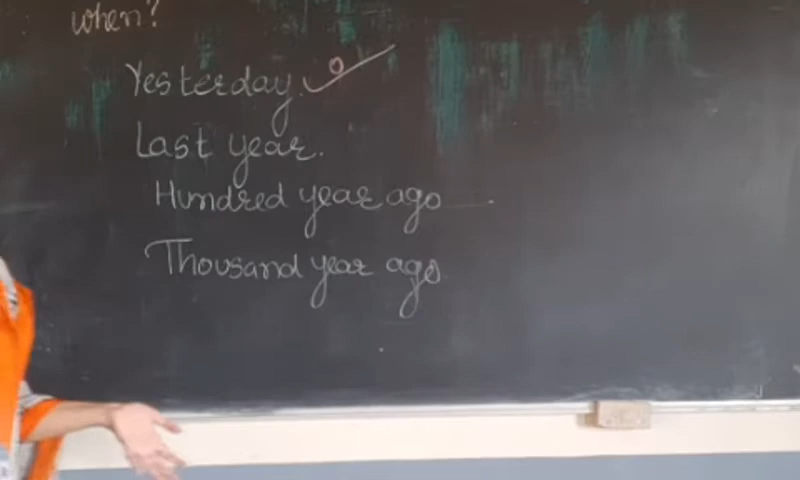 when?
Yesterday.
Last year.
Hundred year ago
Thousand year ago